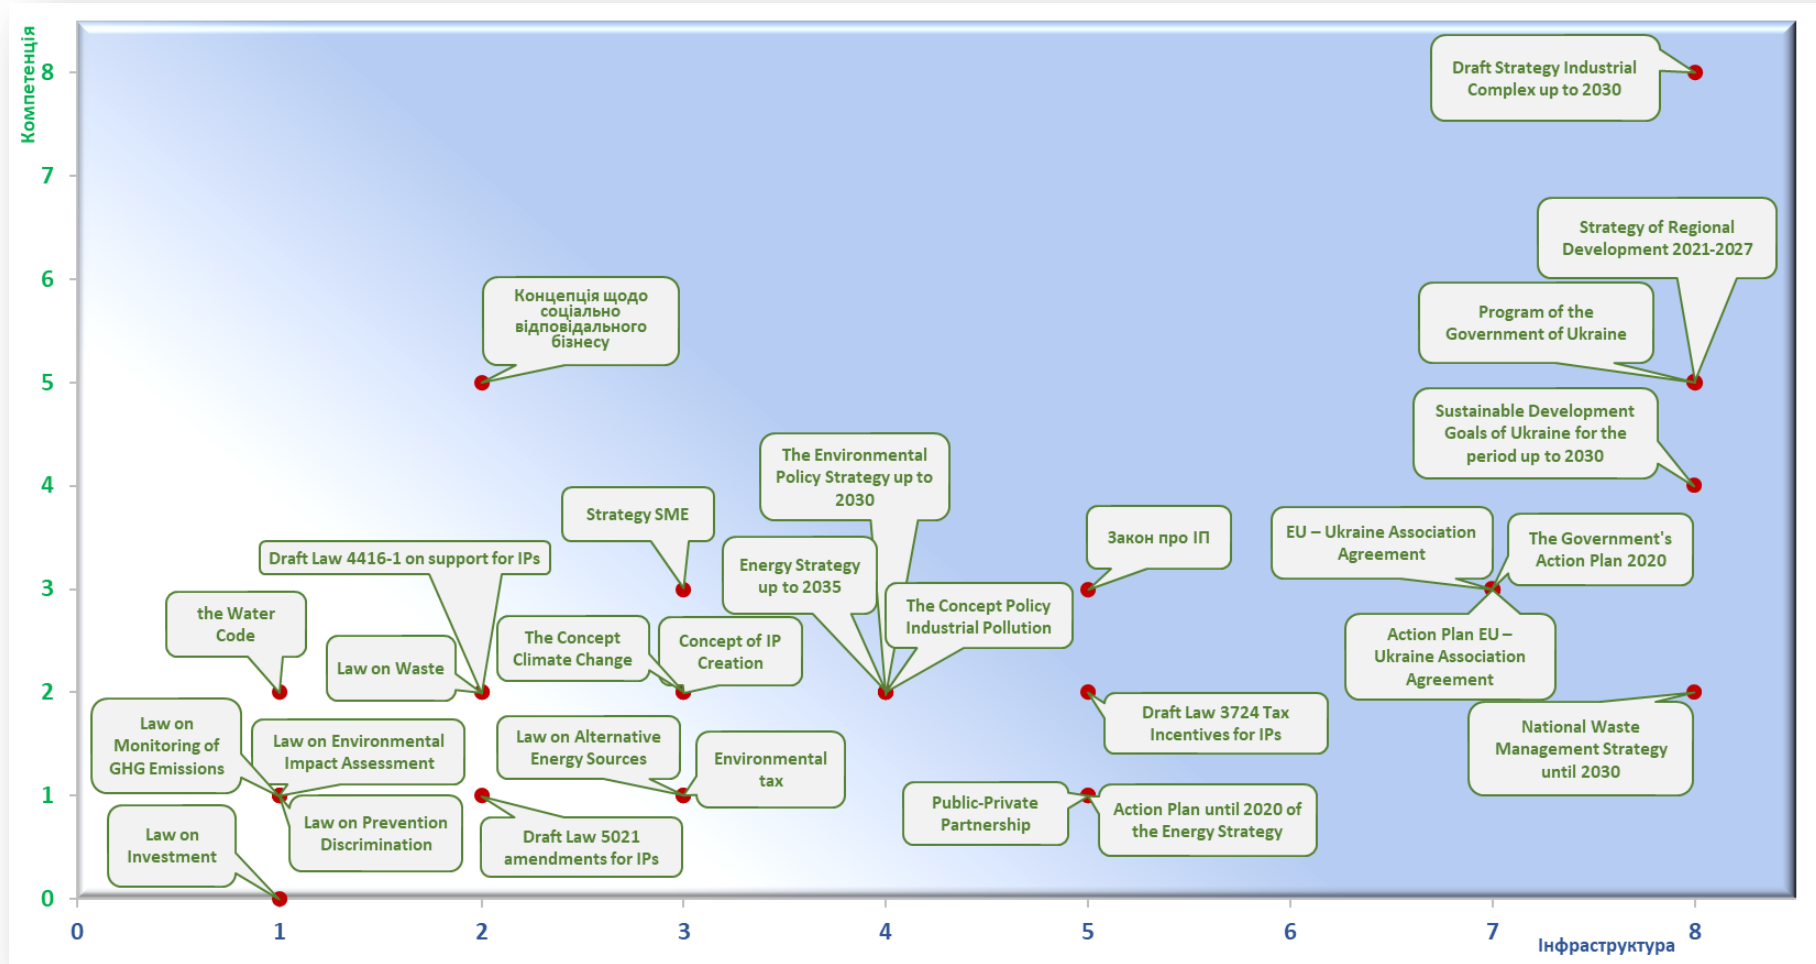 Компетенція
8
7
6
5
4
3
2
1
0
Draft Strategy Industrial
Complex up to 2030
Strategy of Regional
Development 2021-2027
Концепція щодо
соціально
відповідального
бізнесу
Program of the
Government of Ukraine
Sustainable Development
Goals of Ukraine for the
period up to 2030
The Environmental
Policy Strategy up to
2030
Strategy SME
Закон про ІП
EU – Ukraine Association
Agreement
The Government's
Action Plan 2020
Draft Law 4416-1 on support for IPs
Energy Strategy
up to 2035
the Water
Code
The Concept Policy
Industrial Pollution
Law on Waste
The Concept
Climate Change
Concept of IP
Creation
Action Plan EU –
Ukraine Association
Agreement
Law on
Monitoring of
GHG Emissions
Law on Environmental
Impact Assessment
Law on Alternative
Energy Sources
Environmental
tax
Draft Law 3724 Tax
Incentives for IPs
National Waste
Management Strategy
until 2030
Law on
Investment
Law on Prevention
Discrimination
Draft Law 5021
amendments for IPs
Public-Private
Partnership
Action Plan until 2020 of
the Energy Strategy
0
1
2
3
4
5
6
7
8
Інфраструктура